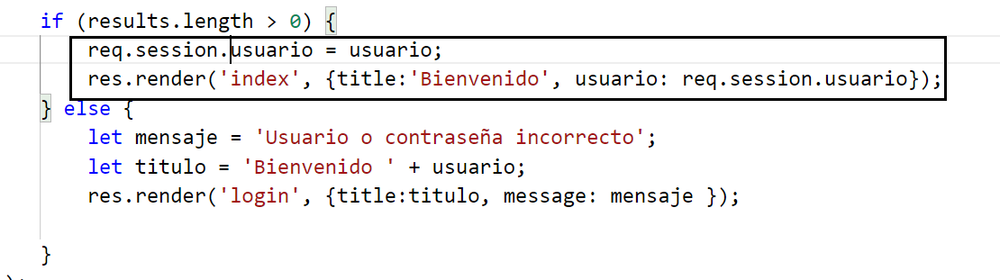 if (results.length > 0) {
req.session.usuario = usuario;
res.render('index', {title:'Bienvenido', usuario: req.session.usuario});
} else {
let mensaje = 'Usuario o contraseña incorrecto';
let titulo = 'Bienvenido ' + usuario;
res.render('login', {title:titulo, message: mensaje });
}